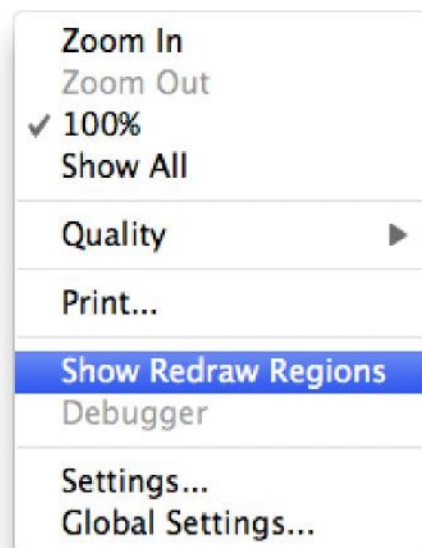 Zoom In
Zoom Out
✓ 100%
Show All
Quality
Print...
Show Redraw Regions
Debugger
Settings...
Global Settings...